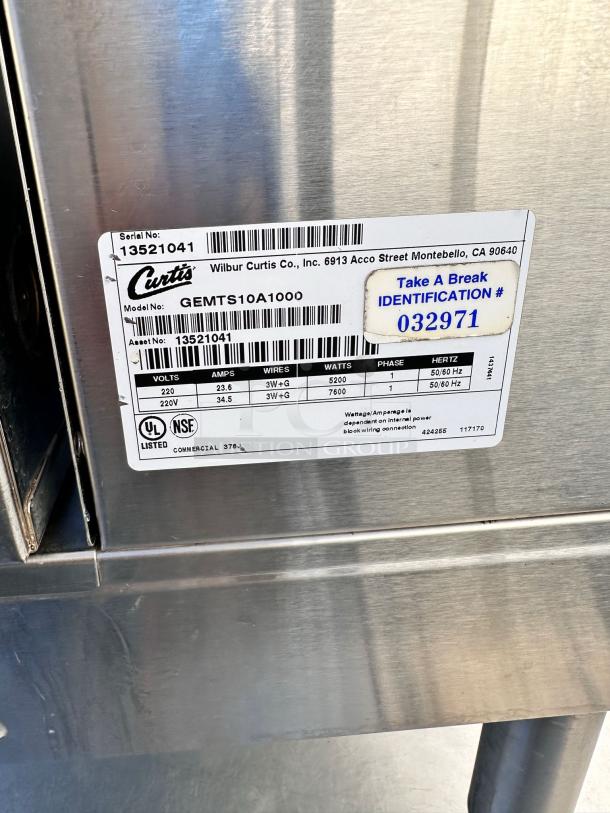 Serial No:
13521041
Curtis
Wilbur Curtis Co., Inc. 6913 Acco Street Montebello, CA 90640
Model No: GEMTS10A1000
Take A Break
IDENTIFICATION #
032971
Asset No: 13521041
VOLTS AMPS WIRES WATTS PHASE HERTZ
220 23.6 3W+G 5200 1 50/60 Hz
220V 34.5 3W+G 7600 1 50/60 Hz
UL LISTED
NSF
COMMERCIAL
Wattage/Amperage is
dependent on internal power
block wiring connection
424255 117170
GROUP